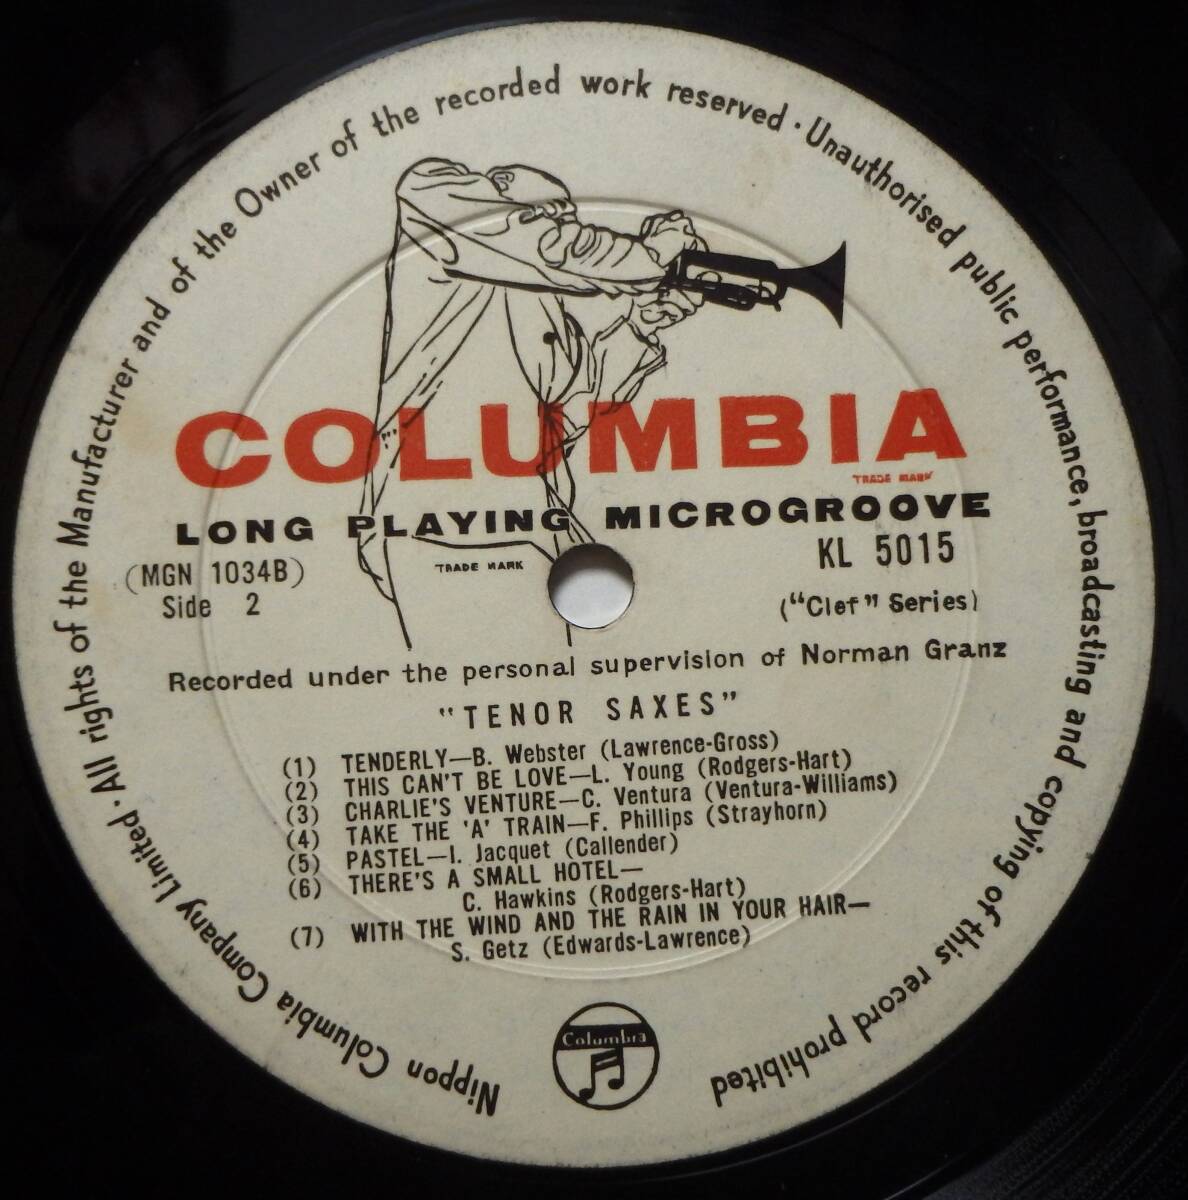 Nippon Columbia Company Limited · All rights of the Manufacturer and of the Owner of the recorded work reserved · Unauthorised public performance, broadcasting and copying of this record prohibited
COLUMBIA
TRADE MARK
LONG PLAYING MICROGROOVE
TRADE MARK
KL 5015
(MGN 1034B)
Side 2
("Clef" Series)
Recorded under the personal supervision of Norman Granz
"TENOR SAXES"
(1) TENDERLY—B. Webster (Lawrence-Gross)
(2) THIS CAN'T BE LOVE—L. Young (Rodgers-Hart)
(3) CHARLIE'S VENTURE—C. Ventura (Ventura-Williams)
(4) TAKE THE 'A' TRAIN—F. Phillips (Strayhorn)
(5) PASTEL—I. Jacquet (Callender)
(6) THERE'S A SMALL HOTEL—
C. Hawkins (Rodgers-Hart)
(7) WITH THE WIND AND THE RAIN IN YOUR HAIR—
S. Getz (Edwards-Lawrence)
Columbia